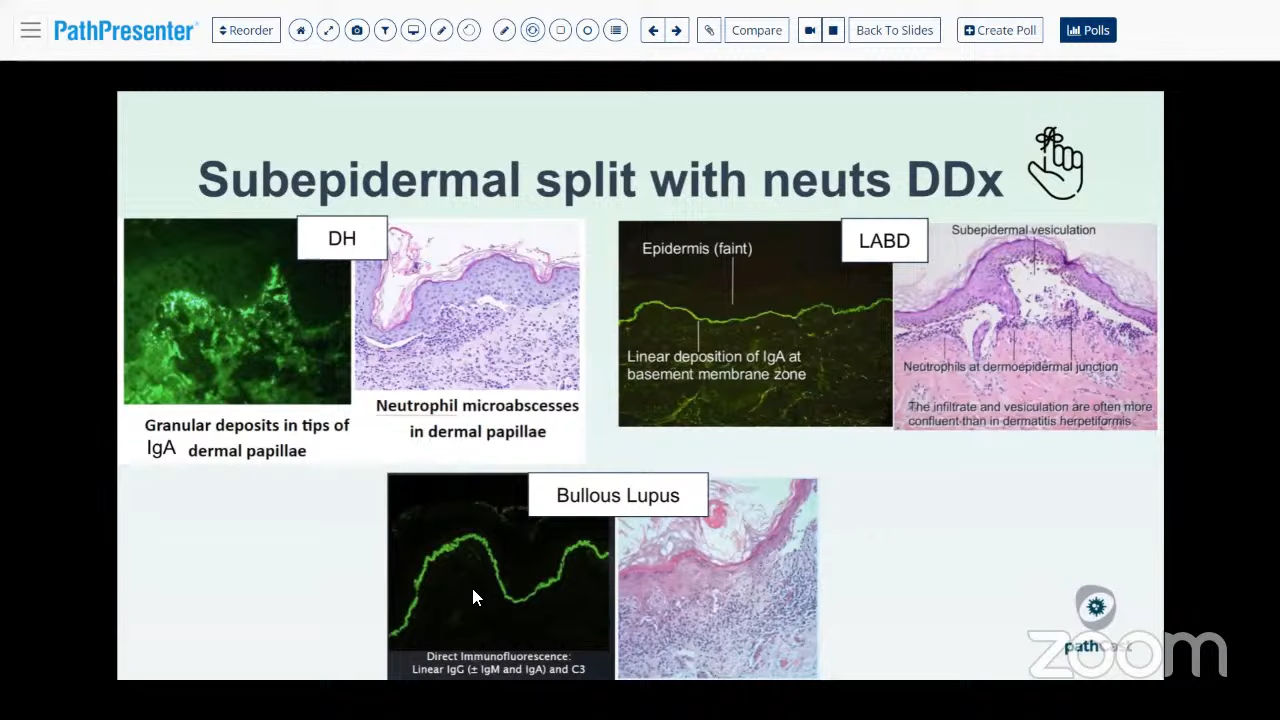 PathPresenter
Reorder
Compare
Back To Slides
Create Poll
Polls
Subepidermal split with neuts DDx
DH
Granular deposits in tips of
IgA dermal papillae
Neutrophil microabscesses
in dermal papillae
LABD
Epidermis (faint)
Linear deposition of IgA at
basement membrane zone
Subepidermal vesiculation
Neutrophils at dermoepidermal junction
The infiltrate and vesiculation are often more
confluent than in dermatitis herpetiformis
Bullous Lupus
Direct Immunofluorescence:
Linear IgG (± IgM and IgA) and C3
pathCast
zoom